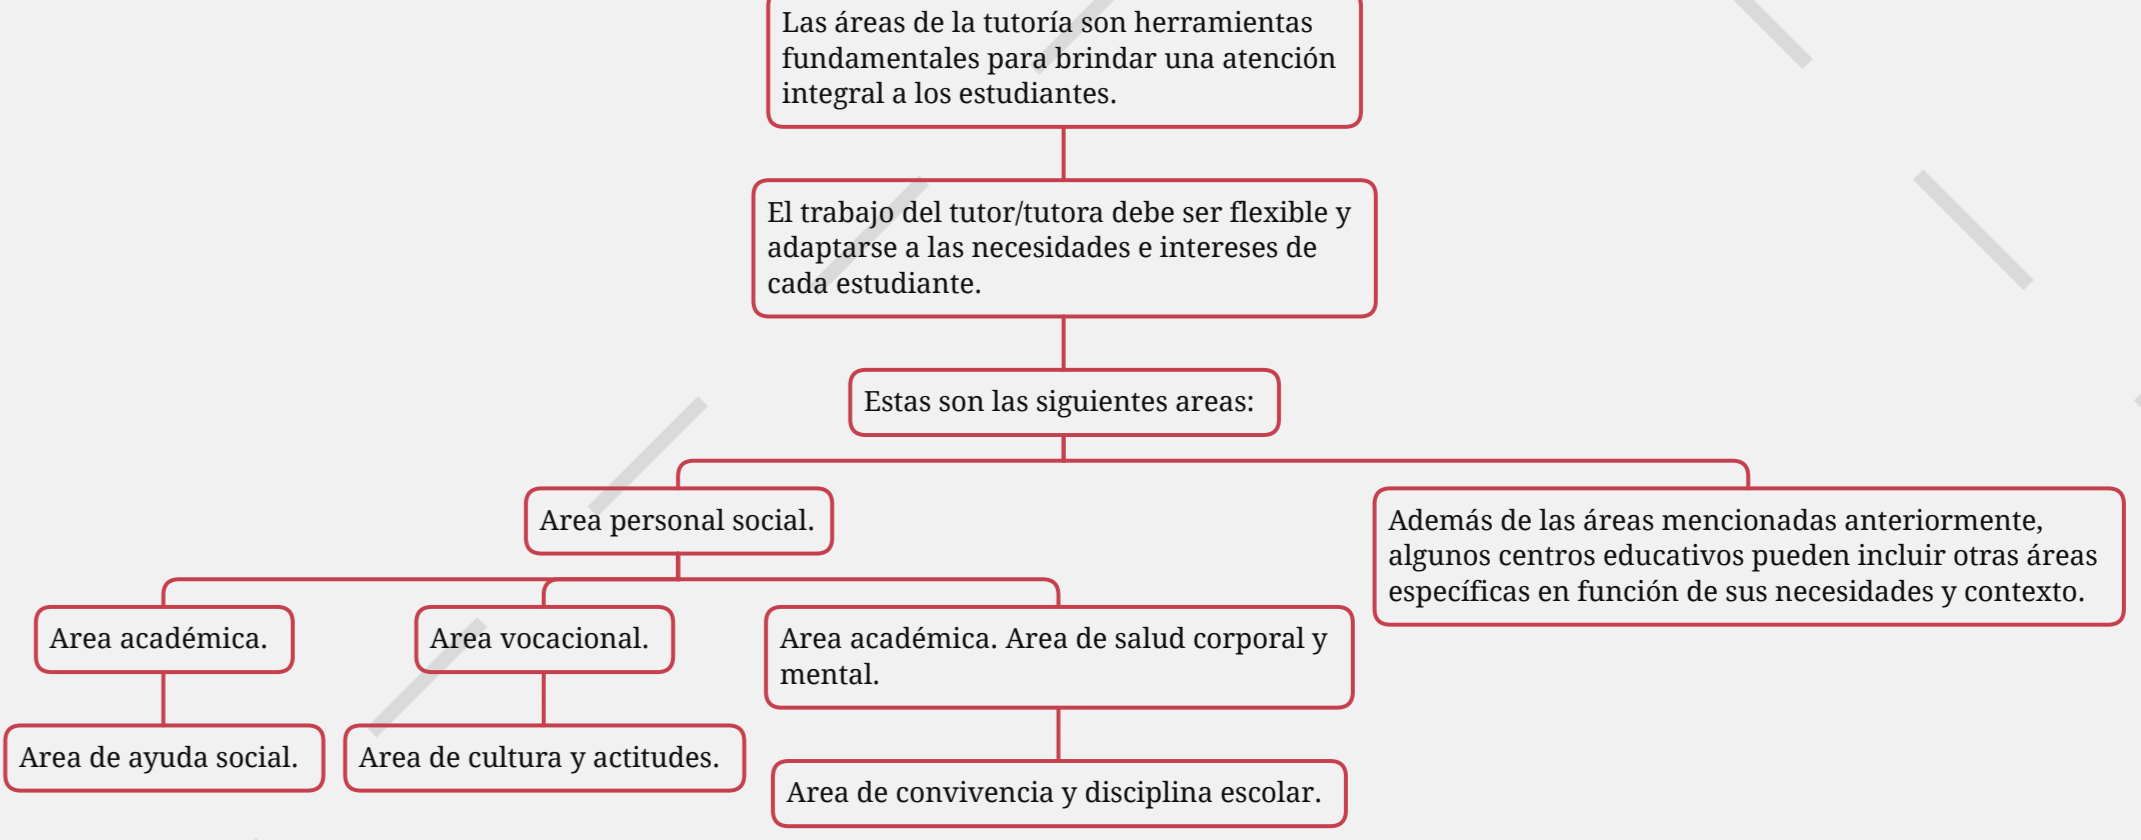 Las áreas de la tutoría son herramientas
fundamentales para brindar una atención
integral a los estudiantes.
El trabajo del tutor/tutora debe ser flexible y
adaptarse a las necesidades e intereses de
cada estudiante.
Estas son las siguientes areas:
Area personal social.
Además de las áreas mencionadas anteriormente,
algunos centros educativos pueden incluir otras áreas
específicas en función de sus necesidades y contexto.
Area académica.
Area vocacional.
Area académica. Area de salud corporal y
mental.
Area de ayuda social.
Area de cultura y actitudes.
Area de convivencia y disciplina escolar.